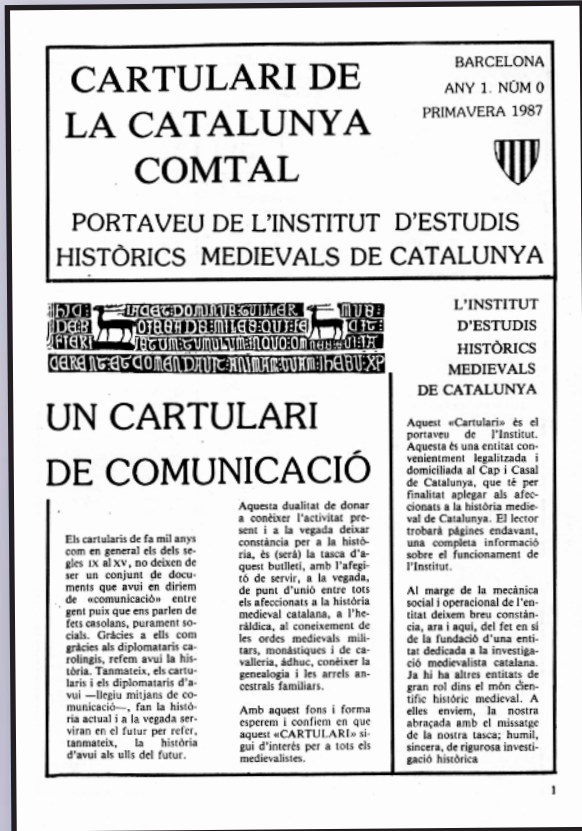 CARTULARI DE
LA CATALUNYA
COMTAL
BARCELONA
ANY 1. NÚM 0
PRIMAVERA 1987
PORTAVEU DE L'INSTITUT D'ESTUDIS
HISTÒRICS MEDIEVALS DE CATALUNYA
UN CARTULARI
DE COMUNICACIÓ
Els cartularis de fa mil anys
com en general els dels se-
gles IX al XV, no deixen de
ser un conjunt de docu-
ments que avui en diríem
de «comunicació» entre
gent puix que ens parlen de
fets casolans, purament so-
cials. Gràcies a ells com
gràcies als diplomataris ca-
rolingis, refem avui la his-
tòria. Tanmateix, els cartu-
laris i els diplomataris d'a-
vui —llegiu mitjans de co-
municació—, fan la histò-
ria actual i a la vegada ser-
viran en el futur per refer,
tanmateix, la història
d'avui als ulls del futur.
Aquesta dualitat de donar
a conèixer l'activitat pre-
sent i a la vegada deixar
constància per a la histò-
ria, és (serà) la tasca d'a-
quest butlletí, amb l'afegi-
tó de servir, a la vegada,
de punt d'unió entre tots
els afeccionats a la història
medieval catalana, a l'he-
ràldica, al coneixement de
les ordes medievals mili-
tars, monàstiques i de ca-
valleria, àdhuc, conèixer la
genealogia i les arrels an-
cestrals familiars.
Amb aquest fons i forma
esperem i confiem en que
aquest «CARTULARI» si-
gui d'interés per a tots els
medievalistes.
L'INSTITUT
D'ESTUDIS
HISTÒRICS
MEDIEVALS
DE CATALUNYA
Aquest «Cartulari» és el
portaveu de l'Institut.
Aquesta és una entitat con-
venientment legalitzada i
domiciliada al Cap i Casal
de Catalunya, que té per
finalitat aplegar als afec-
cionats a la història medie-
val de Catalunya. El lector
trobarà pàgines endavant,
una completa informació
sobre el funcionament de
l'Institut.
Al marge de la mecànica
social i operacional de l'en-
titat deixem breu constàn-
cia, ara i aquí, del fet en si
de la fundació d'una enti-
tat dedicada a la investiga-
ció medievalista catalana.
Ja hi ha altres entitats de
gran rol dins el món cien-
tífic històric medieval. A
elles enviem, la nostra
abraçada amb el missatge
de la nostra tasca; humil,
sincera, de rigurosa investi-
gació històrica
1